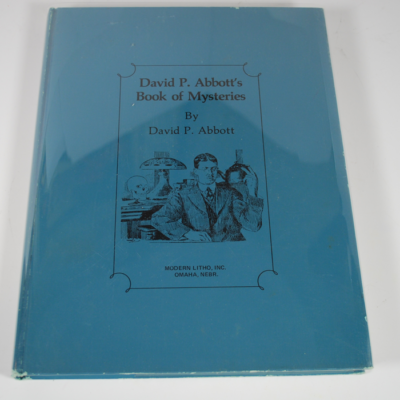 David P. Abbott's
Book of Mysteries
By
David P. Abbott
MODERN LITHO, INC.
OMAHA, NEBR.